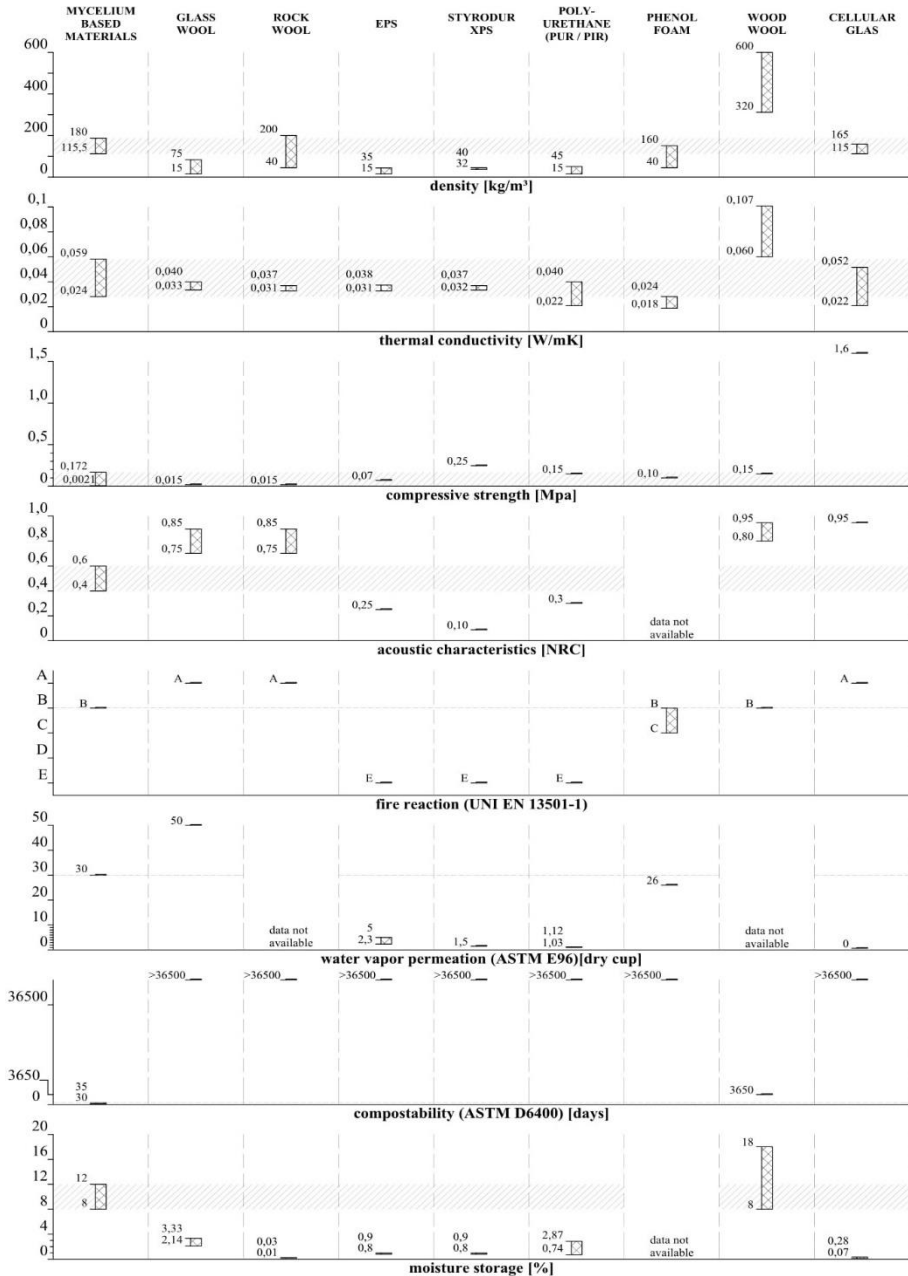 MYCELIUM BASED MATERIALS GLASS WOOL ROCK WOOL EPS STYRODUR XPS POLY-URETHANE (PUR / PIR) PHENOL FOAM WOOD WOOL CELLULAR GLAS
600 600
400
320
200 180 200 160 165
115,5 75 40 35 40 45 40 115
0 15 15 32 15
density [kg/m³]
0,1 0,107
0,08
0,06 0,059 0,060 0,052
0,04 0,040 0,037 0,038 0,037 0,040
0,033 0,031 0,031 0,032 0,024
0,02 0,024 0,022 0,018 0,022
0
thermal conductivity [W/mK]
1,5 1,6
1,0
0,5
0,172 0,25
0 0,0021 0,015 0,015 0,07 0,15 0,10 0,15
compressive strength [Mpa]
1,0
0,8 0,85 0,85 0,95 0,95
0,75 0,75 0,80
0,6 0,6
0,4 0,4
0,2 0,25 0,10 0,3
0 data not available
acoustic characteristics [NRC]
A A A A
B B B B
C C
D
E E E E
fire reaction (UNI EN 13501-1)
50 50
40
30 30 26
20
10
0 data not available 5 2,3 1,5 1,12 1,03 data not available 0
water vapor permeation (ASTM E96)[dry cup]
>36500 >36500 >36500 >36500 >36500 >36500 >36500
36500
3650 3650
35
0 30
compostability (ASTM D6400) [days]
20
16 18
12 12
8 8 8
4 3,33 2,87
2,14 0,03 0,9 0,9 0,74 data not available 0,28
0 0,01 0,8 0,8 0,07
moisture storage [%]